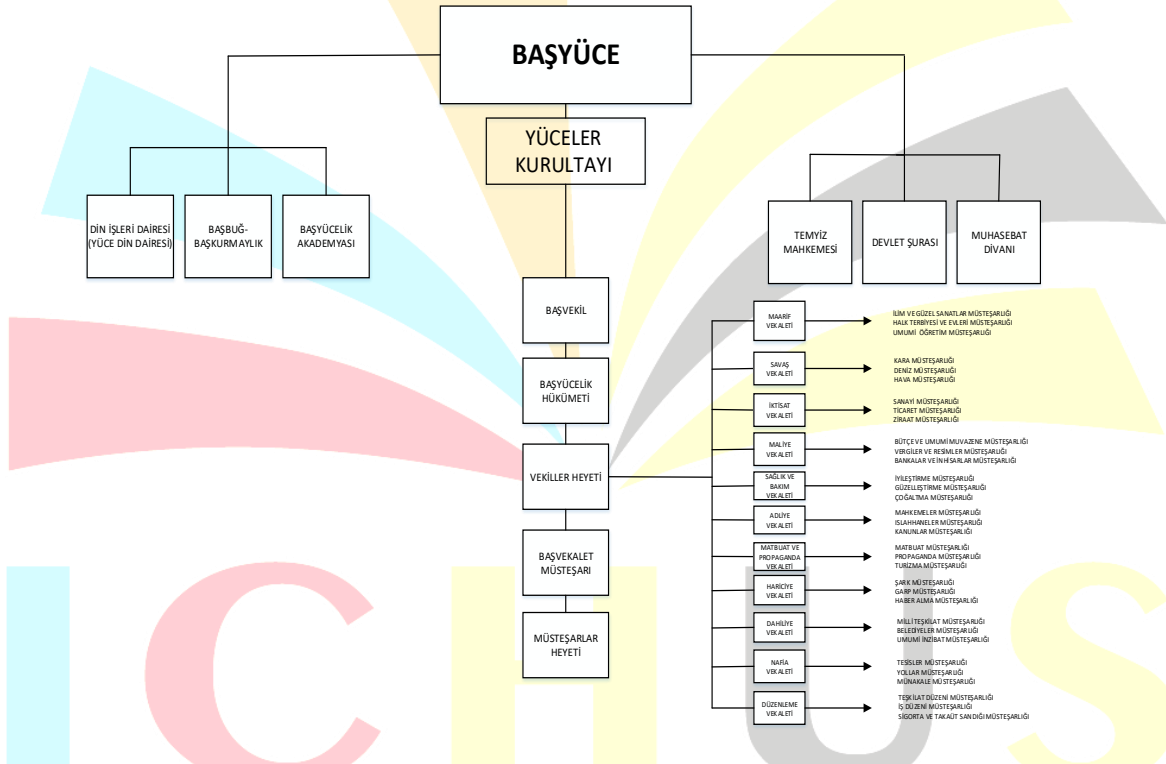 BAŞYÜCE
YÜCELER
KURULTAYI
DİN İŞLERİ DAİRESİ
(YÜCE DİN DAİRESİ)
BAŞBUĞ-
BAŞKURMAYLIK
BAŞYÜCELİK
AKADEMYASI
TEMYİZ
MAHKEMESİ
DEVLET ŞURASI
MUHASEBAT
DİVANI
BAŞVEKİL
BAŞYÜCELİK
HÜKÜMETİ
VEKİLLER HEYETİ
BAŞVEKALET
MÜSTEŞARI
MÜSTEŞARLAR
HEYETİ
MAARİF
VEKALETİ
İLİM VE GÜZEL SANATLAR MÜSTEŞARLIĞI
HALK TERBİYESİ VE EVLERİ MÜSTEŞARLIĞI
UMUMİ ÖĞRETİM MÜSTEŞARLIĞI
SAVAŞ
VEKALETİ
KARA MÜSTEŞARLIĞI
DENİZ MÜSTEŞARLIĞI
HAVA MÜSTEŞARLIĞI
İKTİSAT
VEKALETİ
SANAYİ MÜSTEŞARLIĞI
TİCARET MÜSTEŞARLIĞI
ZİRAAT MÜSTEŞARLIĞI
MALİYE
VEKALETİ
BÜTÇE VE UMUMİ MUVAZENE MÜSTEŞARLIĞI
VERGİLER VE RESİMLER MÜSTEŞARLIĞI
BANKALAR VE İNHİSARLAR MÜSTEŞARLIĞI
SAĞLIK VE
BAKIM
VEKALETİ
İYİLEŞTİRME MÜSTEŞARLIĞI
GÜZELLEŞTİRME MÜSTEŞARLIĞI
ÇOĞALTMA MÜSTEŞARLIĞI
ADLİYE
VEKALETİ
MAHKEMELER MÜSTEŞARLIĞI
ISLAHHANELER MÜSTEŞARLIĞI
KANUNLAR MÜSTARLIĞI
MATBUAT VE
PROPAGANDA
VEKALETİ
MATBUAT MÜSTEŞARLIĞI
PROPAGANDA MÜSTEŞARLIĞI
TURİZMA MÜSTEŞARLIĞI
HARİCİYE
VEKALETİ
ŞARK MÜSTEŞARLIĞI
GARP MÜSTEŞARLIĞI
HABER ALMA MÜSTEŞARLIĞI
DAHİLİYE
VEKALETİ
MİLLİ TEŞKİLAT MÜSTEŞARLIĞI
BELEDİYELER MÜSTEŞARLIĞI
UMUMİ İNZİBAT MÜSTEŞARLIĞI
NAFİA
VEKALETİ
TESİSLER MÜSTEŞARLIĞI
YOLLAR MÜSTEŞARLIĞI
MÜNAKALE MÜSTEŞARLIĞI
DÜZENLEME
VEKALETİ
TEŞKİLAT DÜZENİ MÜSTEŞARLIĞI
İŞ DÜZENİ MÜSTEŞARLIĞI
SİGORTA VE TAKAÜT SANDIĞI MÜSTEŞARLIĞI
ICHUS